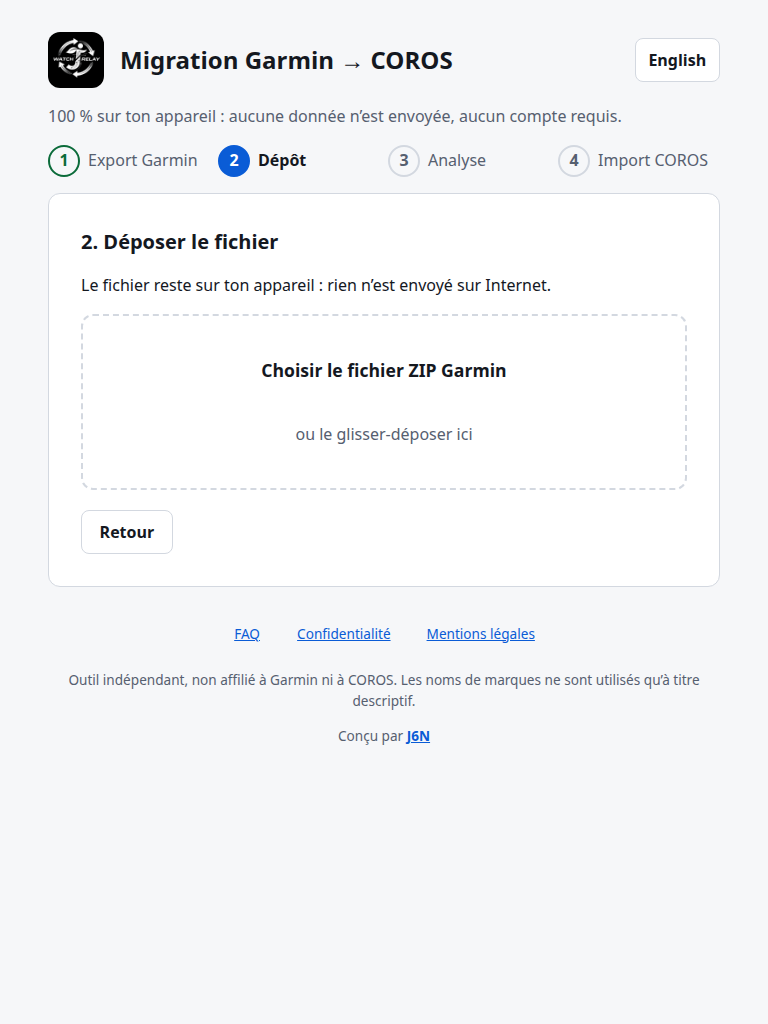 WATCH RELAY
Migration Garmin → COROS
English
100 % sur ton appareil : aucune donnée n’est envoyée, aucun compte requis.
1 Export Garmin
2 Dépôt
3 Analyse
4 Import COROS
2. Déposer le fichier
Le fichier reste sur ton appareil : rien n’est envoyé sur Internet.
Choisir le fichier ZIP Garmin
ou le glisser-déposer ici
Retour
FAQ
Confidentialité
Mentions légales
Outil indépendant, non affilié à Garmin ni à COROS. Les noms de marques ne sont utilisés qu’à titre
descriptif.
Conçu par J6N